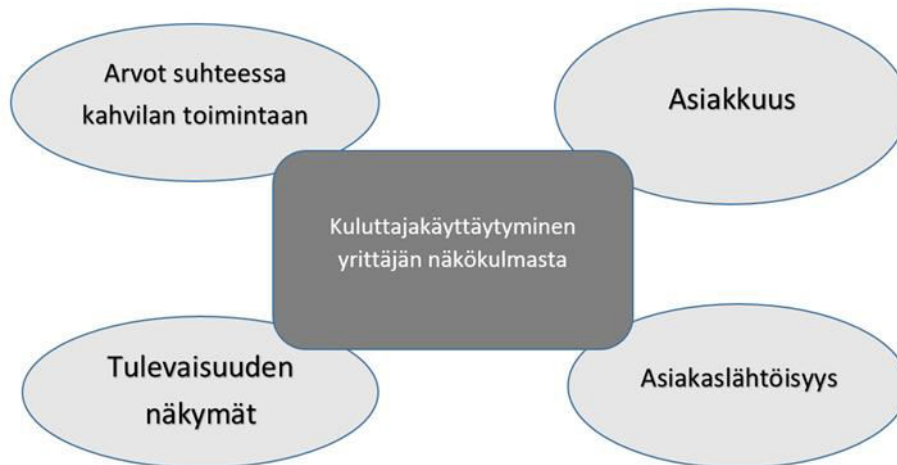 Arvot suhteessa
kahvilan toimintaan
Asiakkuus
Kuluttajakäyttäytyminen
yrittäjän näkökulmasta
Tulevaisuuden
näkymät
Asiakaslähtöisyys